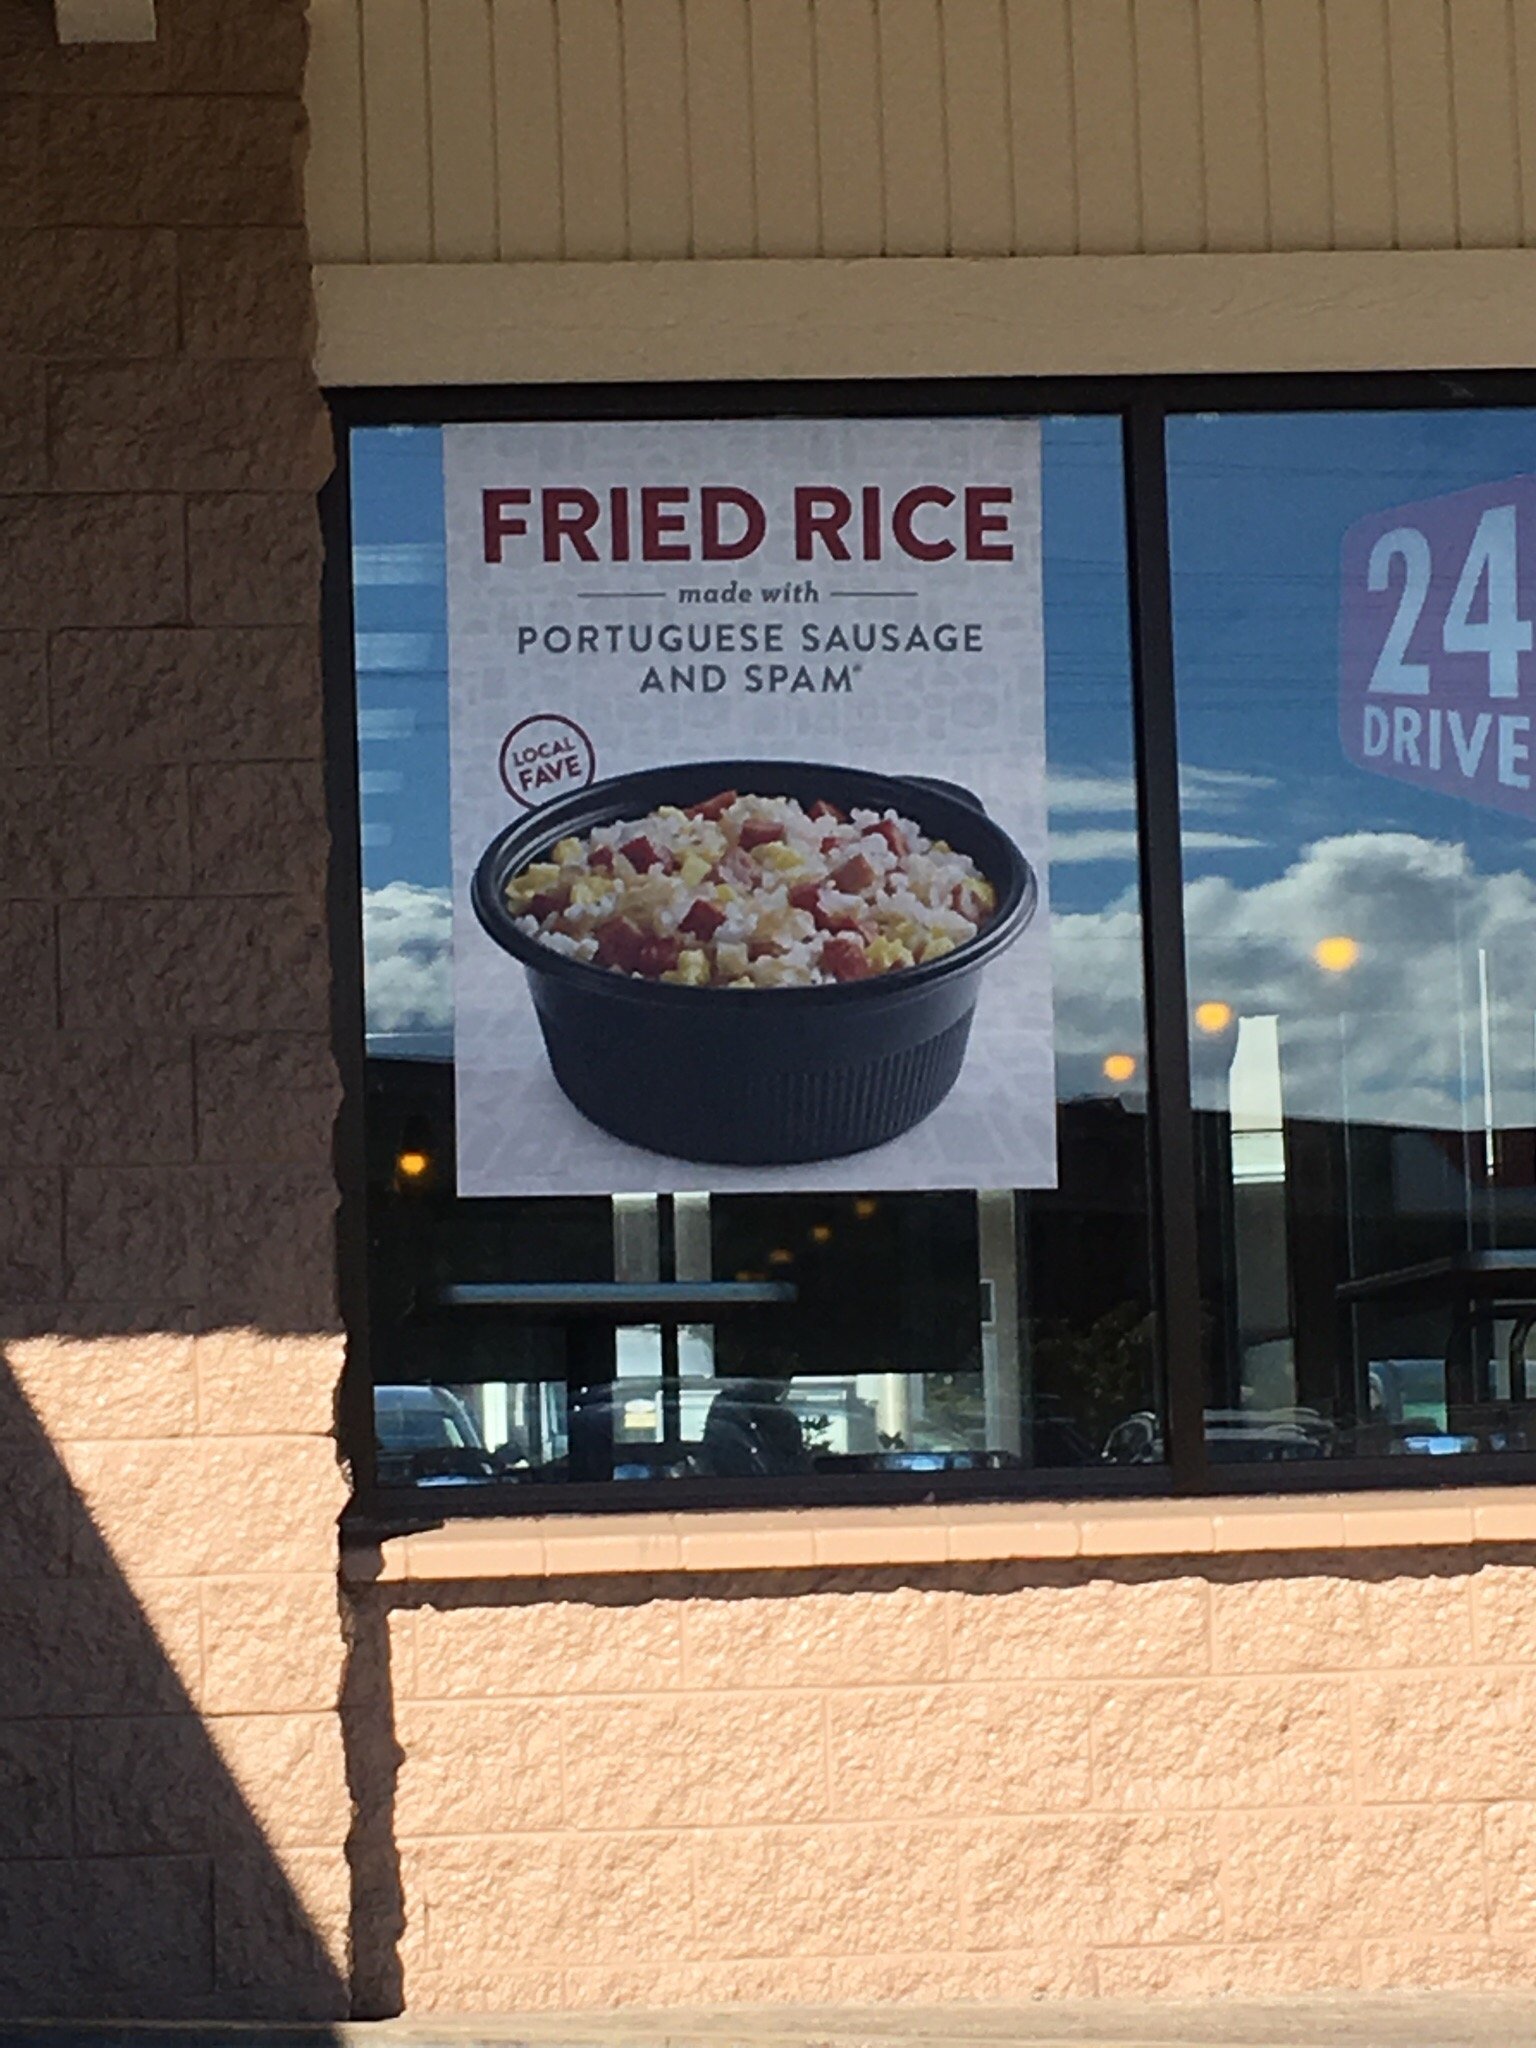 FRIED RICE
made with
PORTUGUESE SAUSAGE
AND SPAM®
LOCAL
FAVE
24
DRIVE